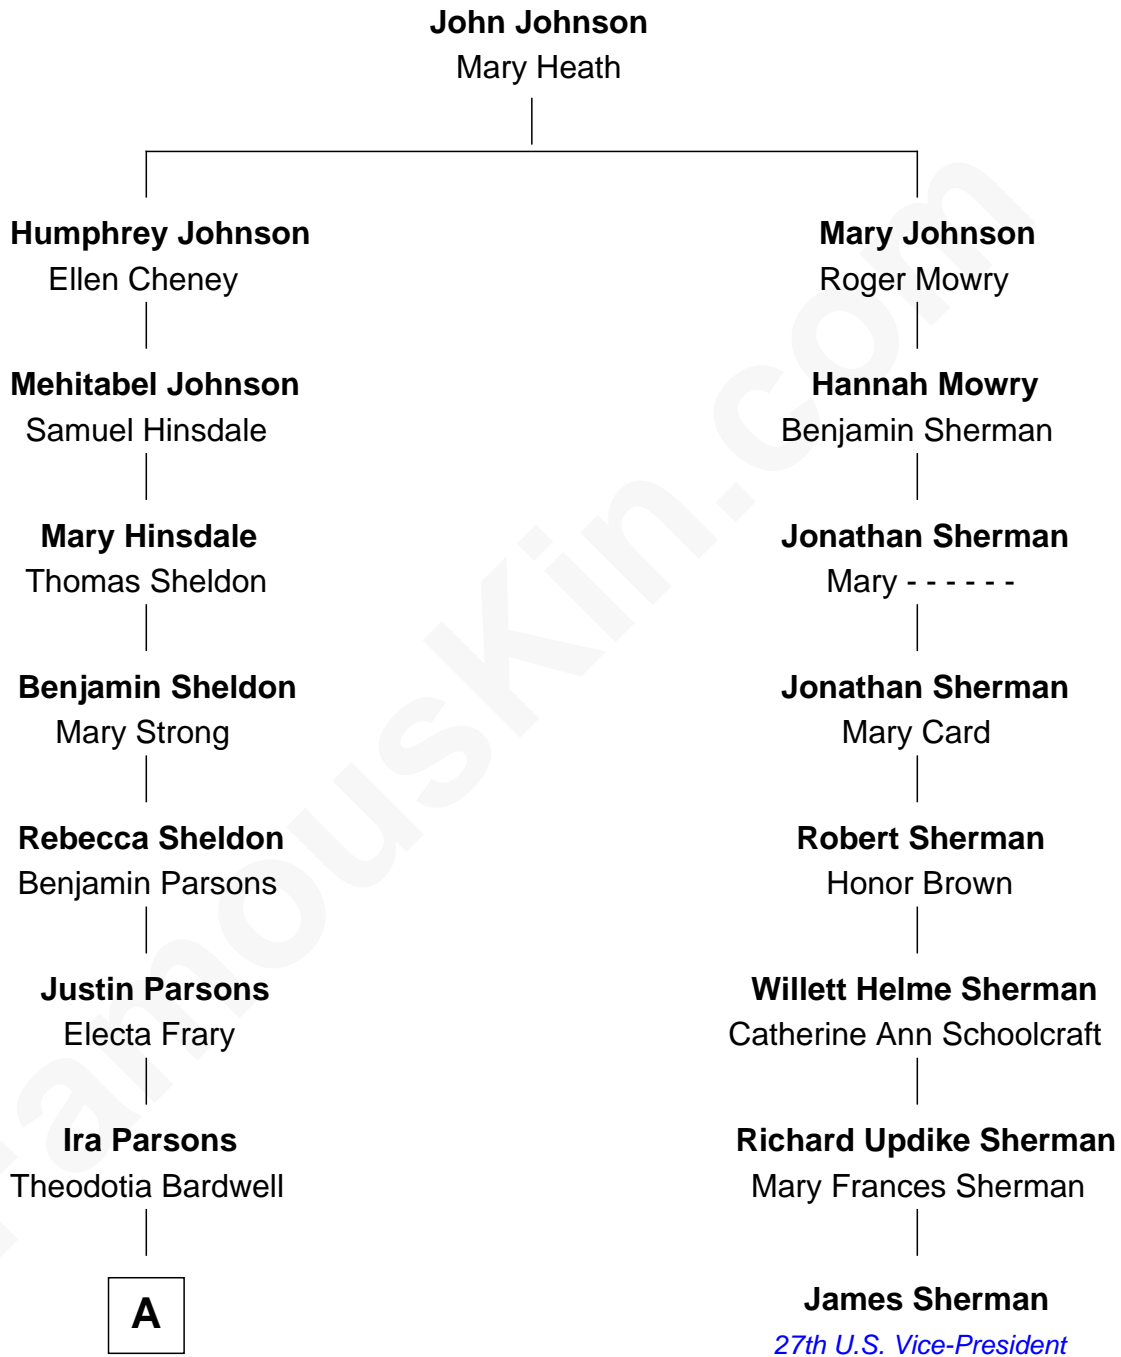 John Johnson
Mary Heath
Humphrey Johnson
Ellen Cheney
Mary Johnson
Roger Mowry
Mehitabel Johnson
Samuel Hinsdale
Hannah Mowry
Benjamin Sherman
Mary Hinsdale
Thomas Sheldon
Jonathan Sherman
Mary - - - - - -
Benjamin Sheldon
Mary Strong
Jonathan Sherman
Mary Card
Rebecca Sheldon
Benjamin Parsons
Robert Sherman
Honor Brown
Justin Parsons
Electa Frary
Willett Helme Sherman
Catherine Ann Schoolcraft
Ira Parsons
Theodotia Bardwell
Richard Updike Sherman
Mary Frances Sherman
A
James Sherman
27th U.S. Vice-President
FamousKin.com